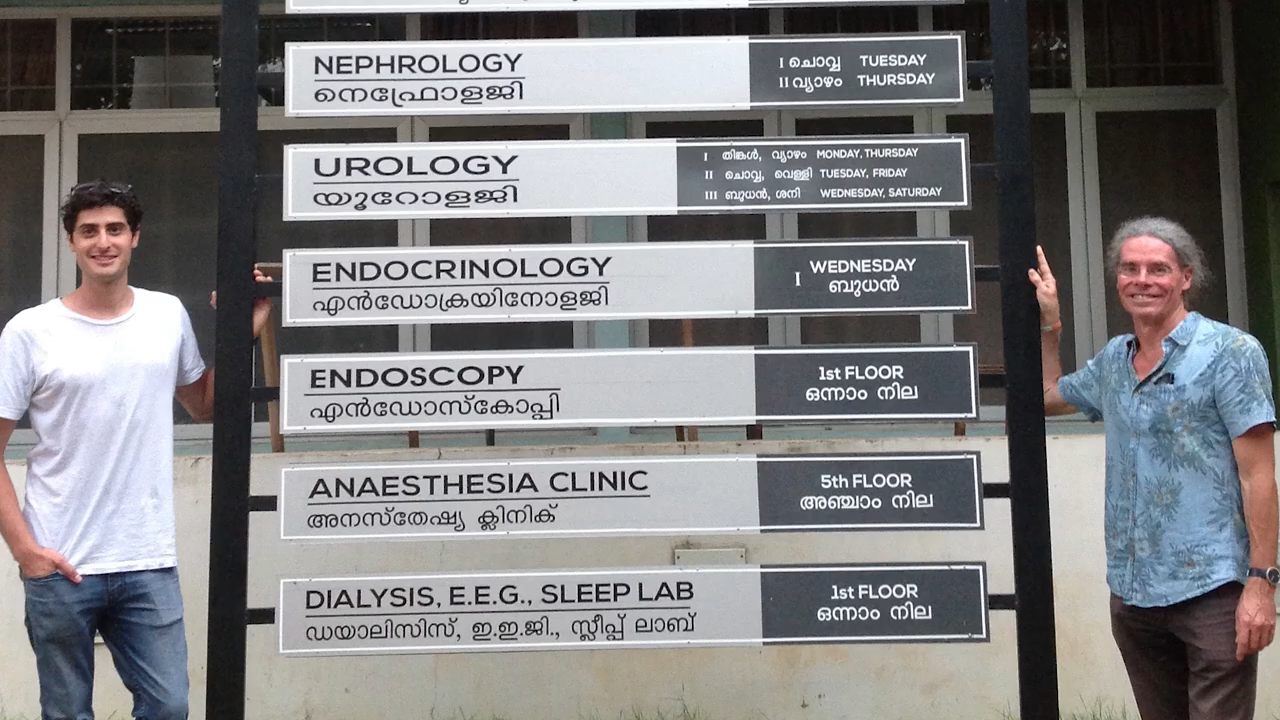 NEPHROLOGY
നെഫ്രോളജി
I ചൊവ്വ TUESDAY
II വ്യാഴം THURSDAY
UROLOGY
യൂറോളജി
I തിങ്കൾ, വ്യാഴം MONDAY, THURSDAY
II ചൊവ്വ, വെള്ളി TUESDAY, FRIDAY
III ബുധൻ, ശനി WEDNESDAY, SATURDAY
ENDOCRINOLOGY
എൻഡോക്രയിനോളജി
I WEDNESDAY
ബുധൻ
ENDOSCOPY
എൻഡോസ്കോപ്പി
1st FLOOR
ഒന്നാം നില
ANAESTHESIA CLINIC
അനസ്തേഷ്യ ക്ലിനിക്
5th FLOOR
അഞ്ചാം നില
DIALYSIS, E.E.G., SLEEP LAB
ഡയാലിസിസ്, ഇ.ഇ.ജി., സ്ലീപ്പ് ലാബ്
1st FLOOR
ഒന്നാം നില